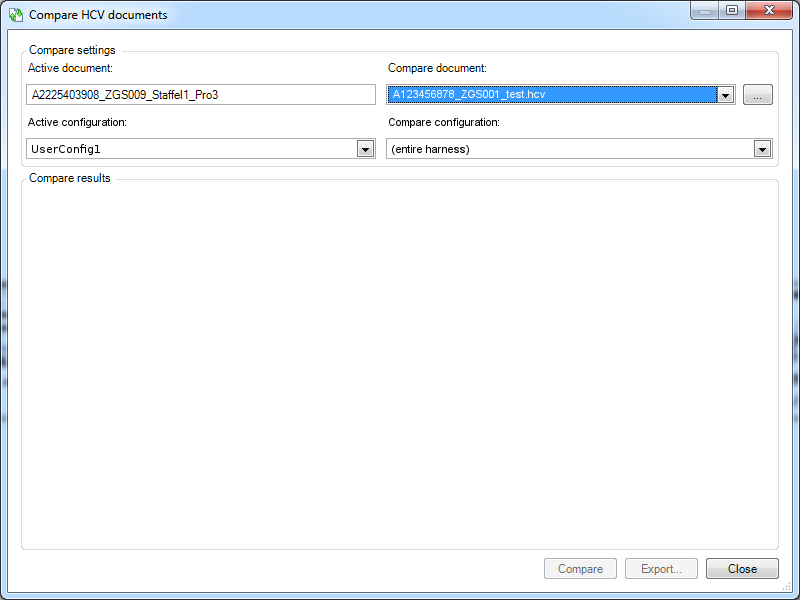 Compare HCV documents
Compare settings
Active document:
Compare document:
A2225403908_ZGS009_Staffel1_Pro3
A123456878_ZGS001_test.hcv
...
Active configuration:
Compare configuration:
UserConfig1
(entire harness)
Compare results
Compare
Export...
Close